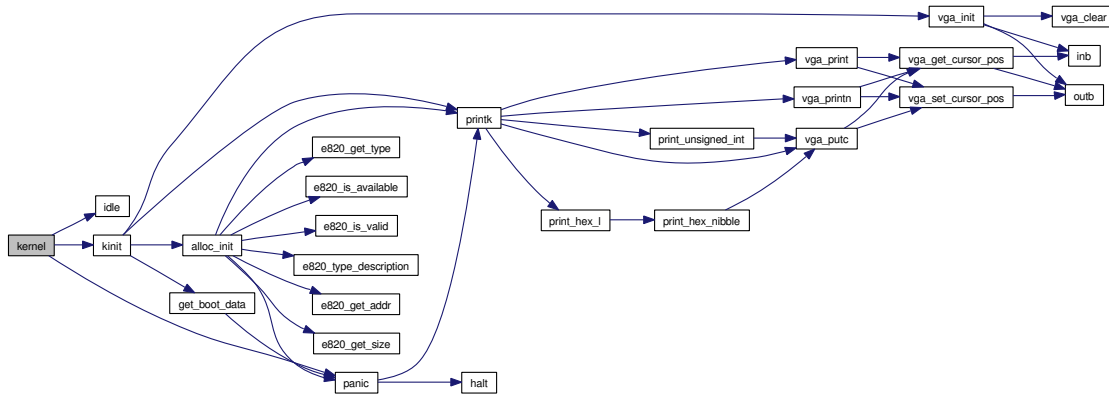 vga_init
vga_clear
inb
vga_print
vga_get_cursor_pos
vga_printn
vga_set_cursor_pos
outb
printk
print_unsigned_int
vga_putc
e820_get_type
e820_is_available
idle
print_hex_l
print_hex_nibble
e820_is_valid
kernel
kinit
alloc_init
e820_type_description
get_boot_data
e820_get_addr
e820_get_size
panic
halt